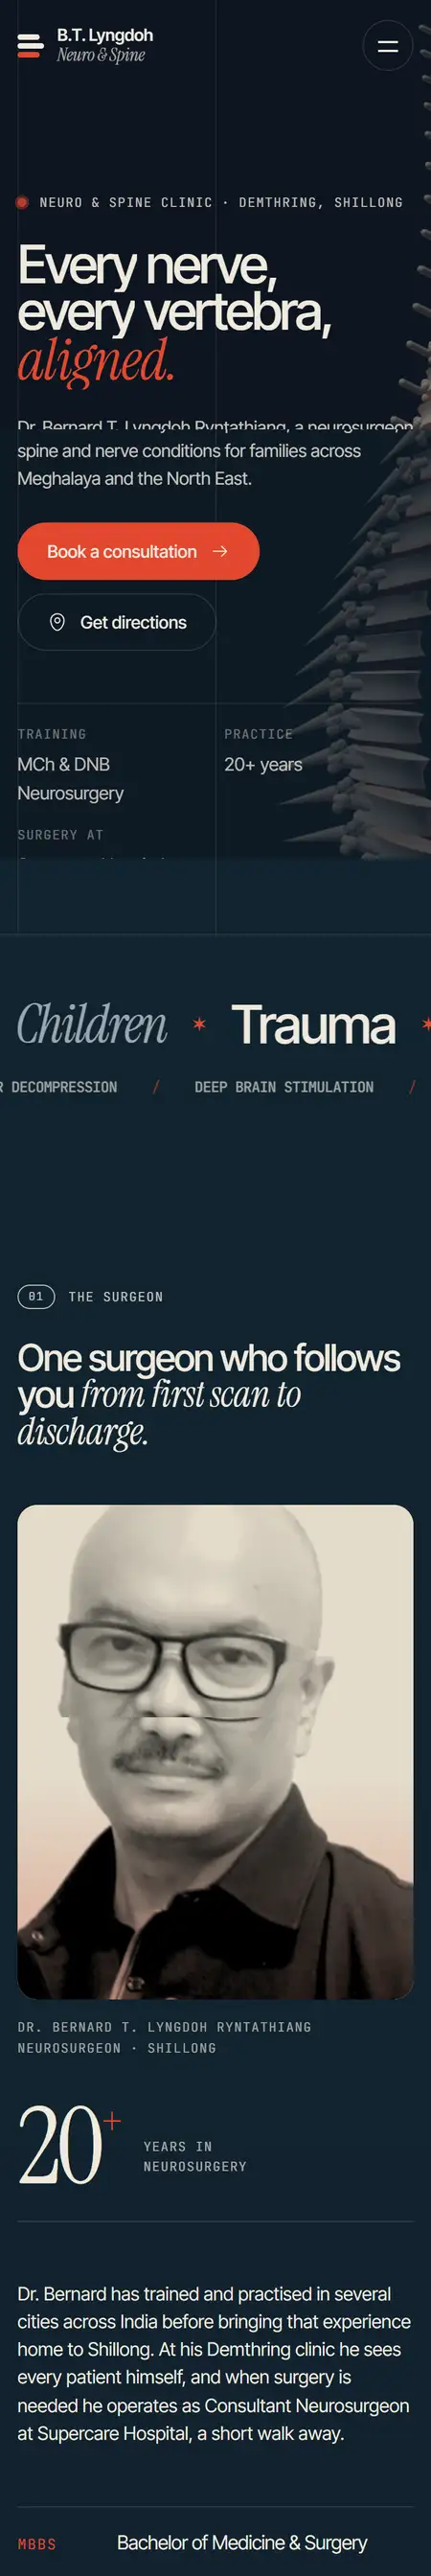 B.T. Lyngdoh
Neuro & Spine
NEURO & SPINE CLINIC · DEMTHRING, SHILLONG
Every nerve,
every vertebra,
aligned.
Dr. Bernard T. Lyngdoh Ryntathiang, a neurosurgeon
spine and nerve conditions for families across
Meghalaya and the North East.
Book a consultation →
Get directions
TRAINING
MCh & DNB
Neurosurgery
PRACTICE
20+ years
SURGERY AT
Children * Trauma *
DECOMPRESSION / DEEP BRAIN STIMULATION /
01 THE SURGEON
One surgeon who follows
you from first scan to
discharge.
DR. BERNARD T. LYNGDOH RYNTATHIANG
NEUROSURGEON · SHILLONG
20+
YEARS IN
NEUROSURGERY
Dr. Bernard has trained and practised in several
cities across India before bringing that experience
home to Shillong. At his Demthring clinic he sees
every patient himself, and when surgery is
needed he operates as Consultant Neurosurgeon
at Supercare Hospital, a short walk away.
MBBS Bachelor of Medicine & Surgery